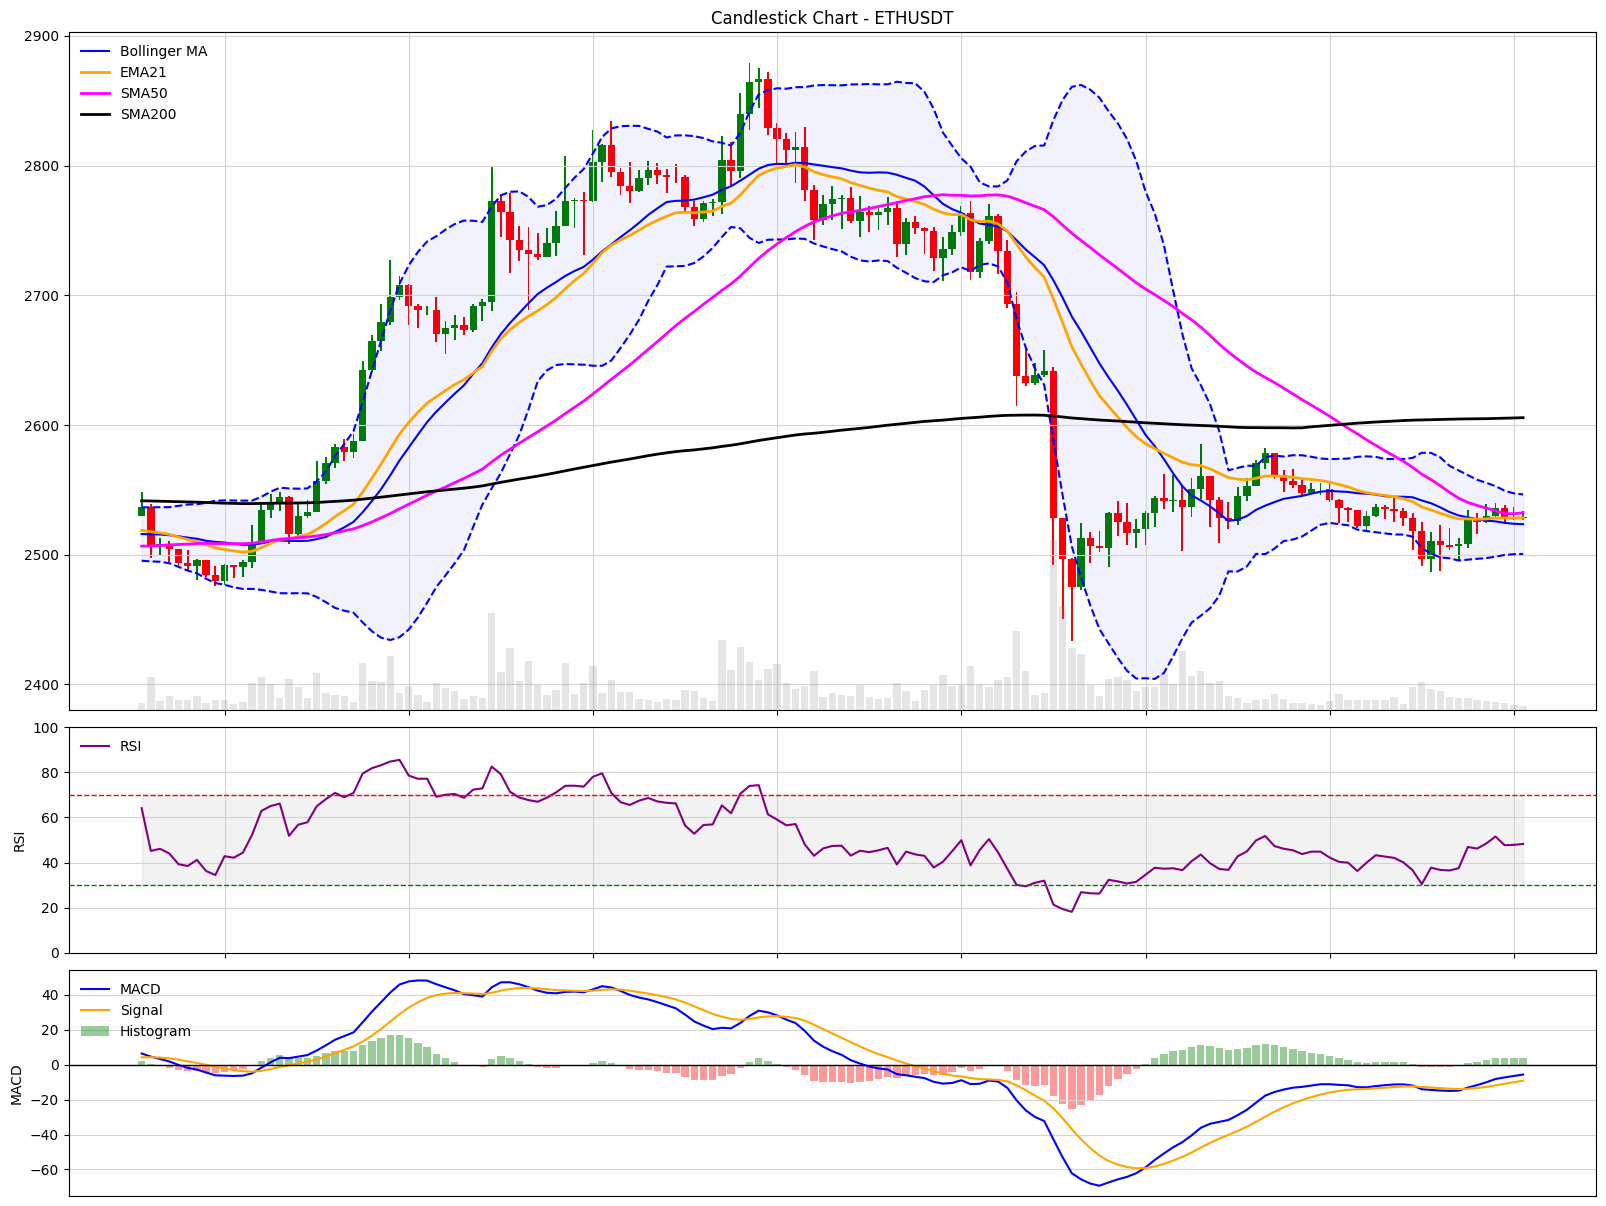 Candlestick Chart - ETHUSDT
2900
2800
2700
2600
2500
2400
Bollinger MA
EMA21
SMA50
SMA200
100
80
60
40
20
0
RSI
RSI
40
20
0
−20
−40
−60
MACD
MACD
Signal
Histogram